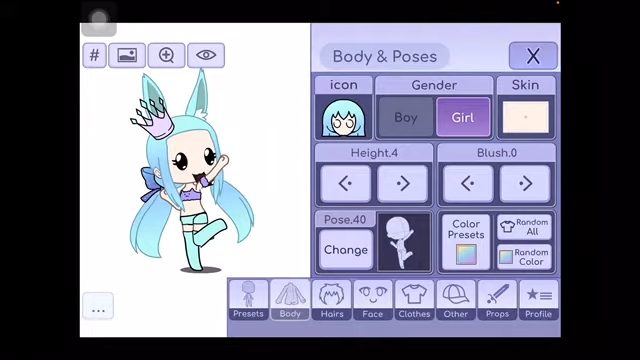 #
Body & Poses
X
icon
Gender
Skin
Boy
Girl
Height.4
Blush.0
Pose.40
Change
Color
Presets
Random
All
Random
Color
...
Presets
Body
Hairs
Face
Clothes
Other
Props
Profile